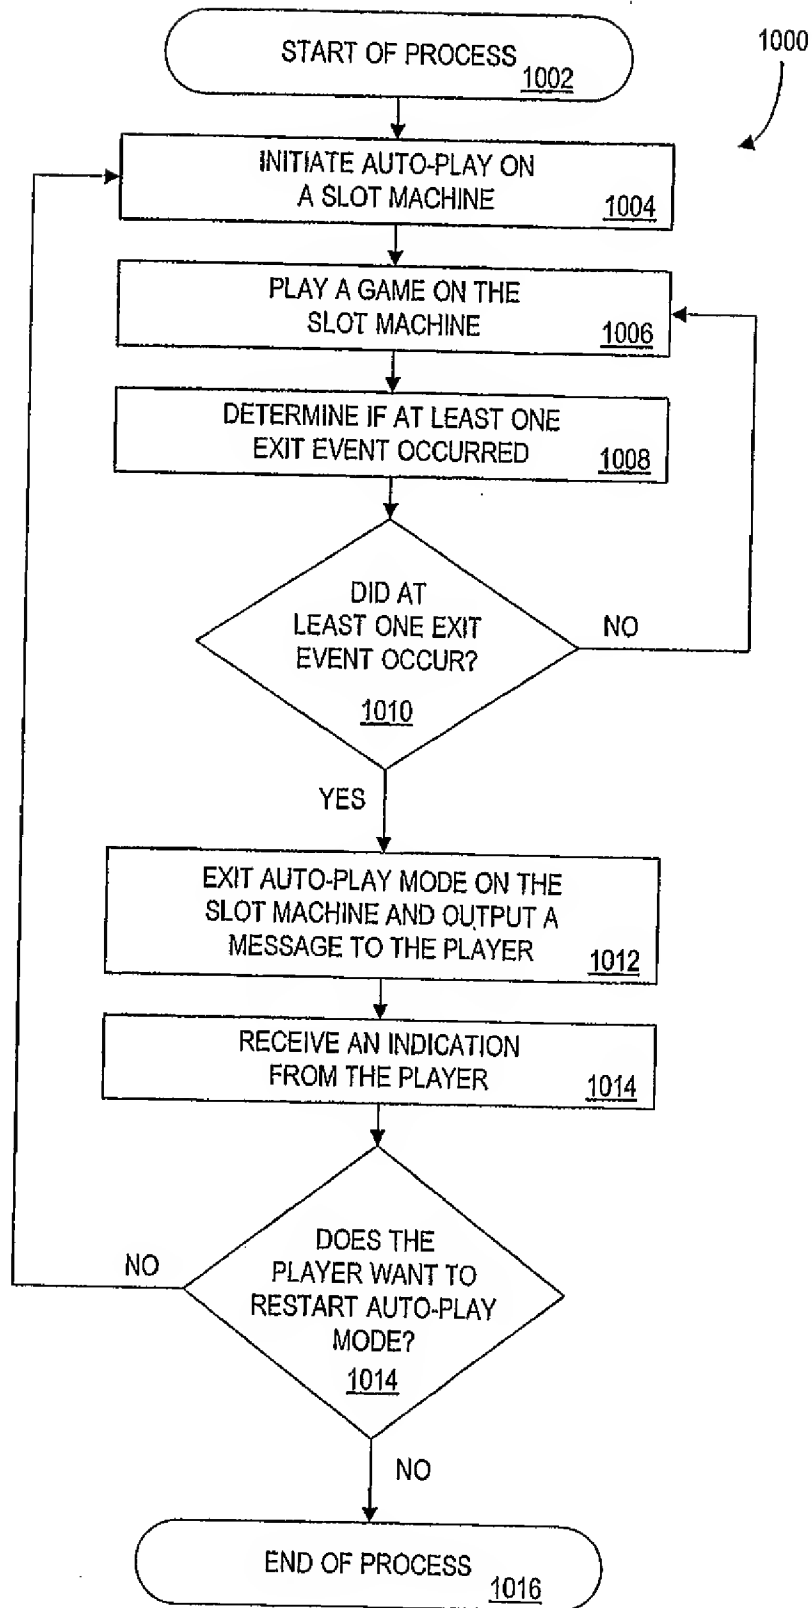 START OF PROCESS
1002
1000
INITIATE AUTO-PLAY ON
A SLOT MACHINE
1004
PLAY A GAME ON THE
SLOT MACHINE
1006
DETERMINE IF AT LEAST ONE
EXIT EVENT OCCURRED
1008
DID AT
LEAST ONE EXIT
EVENT OCCUR?
1010
NO
YES
EXIT AUTO-PLAY MODE ON THE
SLOT MACHINE AND OUTPUT A
MESSAGE TO THE PLAYER
1012
RECEIVE AN INDICATION
FROM THE PLAYER
1014
NO
DOES THE
PLAYER WANT TO
RESTART AUTO-PLAY
MODE?
1014
NO
END OF PROCESS
1016